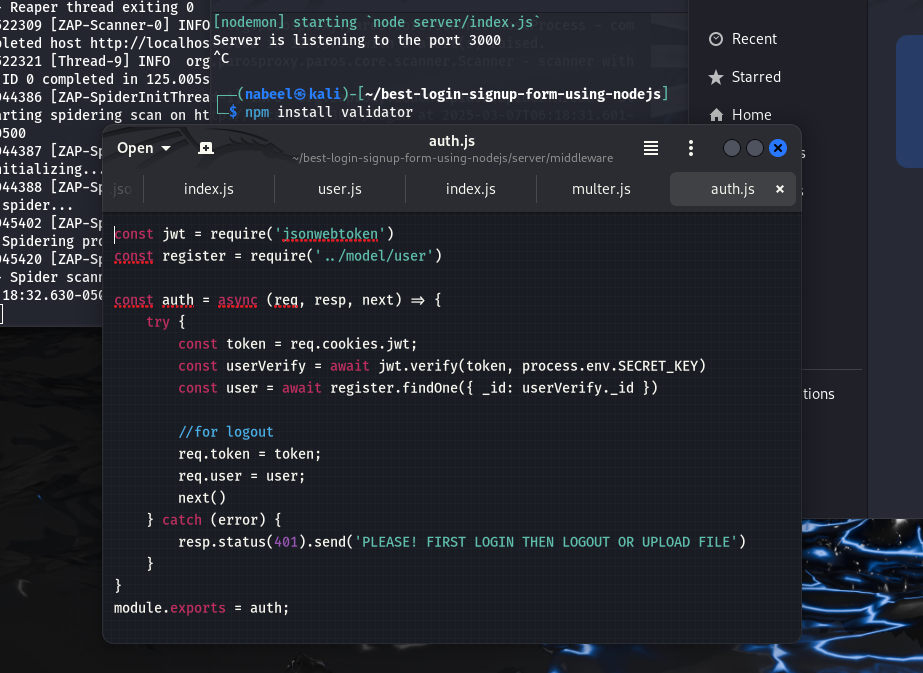 - Reaper thread exiting 0
522309 [ZAP-Scanner-0] INFO
pleted host http://localhos
522321 [Thread-9] INFO org
ID 0 completed in 125.005s
944386 [ZAP-SpiderInitThrea
arting spidering scan on ht
0500
944387 [ZAP-Sp
nitializing...
944388 [ZAP-Sp
spider...
945402 [ZAP-Sp
Spidering pro
945420 [ZAP-Sp
- Spider scann
18:32.630-050
[nodemon] starting `node server/index.js`
Server is listening to the port 3000
^C
┌──(nabeel㉿kali)-[~/best-login-signup-form-using-nodejs]
└─$ npm install validator
Recent
Starred
Home
tions
Open
auth.js
~/best-login-signup-form-using-nodejs/server/middleware
index.js
user.js
index.js
multer.js
auth.js
const jwt = require('jsonwebtoken')
const register = require('../model/user')
const auth = async (req, resp, next) => {
try {
const token = req.cookies.jwt;
const userVerify = await jwt.verify(token, process.env.SECRET_KEY)
const user = await register.findOne({ _id: userVerify._id })
//for logout
req.token = token;
req.user = user;
next()
} catch (error) {
resp.status(401).send('PLEASE! FIRST LOGIN THEN LOGOUT OR UPLOAD FILE')
}
}
module.exports = auth;